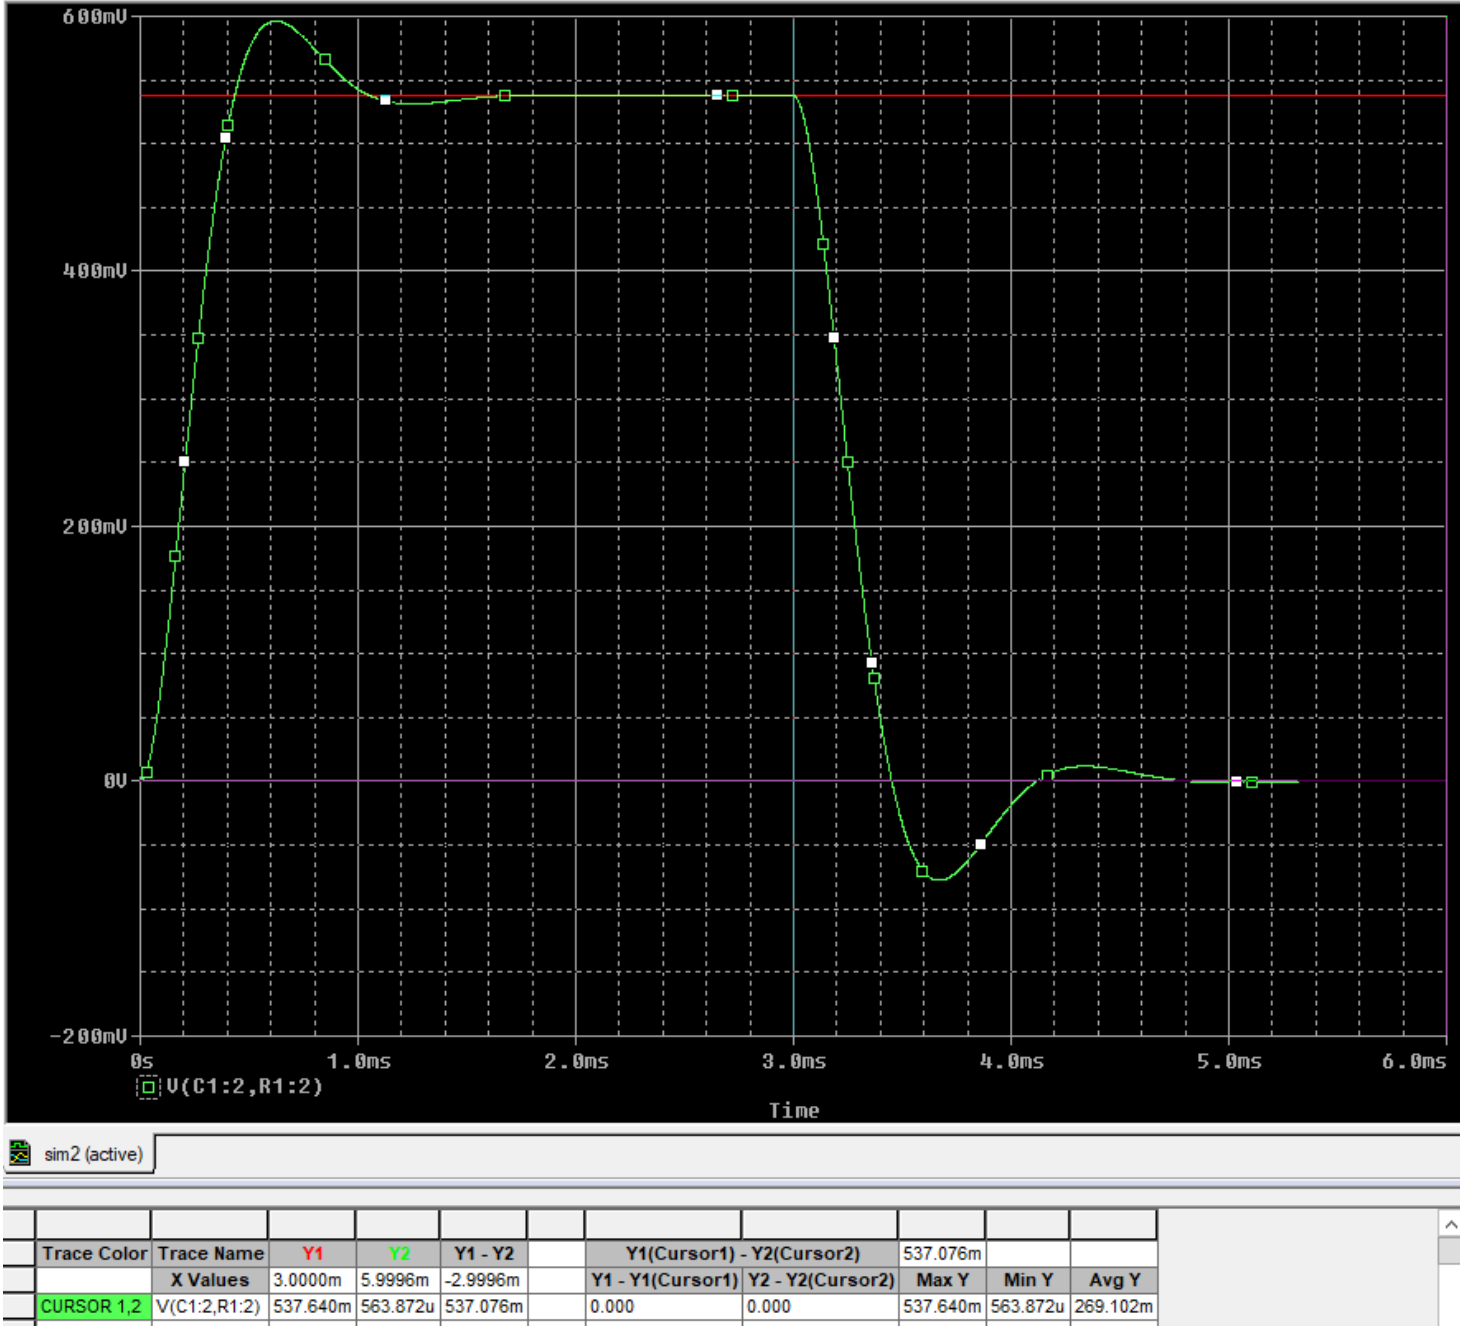 600mV
400mV
200mV
0V
-200mV
0s 1.0ms 2.0ms 3.0ms 4.0ms 5.0ms 6.0ms
V(C1:2,R1:2)
Time
sim2 (active)
Trace Color Trace Name Y1 Y2 Y1 - Y2 Y1(Cursor1) - Y2(Cursor2) 537.076m
X Values 3.0000m 5.9996m -2.9996m Y1 - Y1(Cursor1) Y2 - Y2(Cursor2) Max Y Min Y Avg Y
CURSOR 1,2 V(C1:2,R1:2) 537.640m 563.872u 537.076m 0.000 0.000 537.640m 563.872u 269.102m